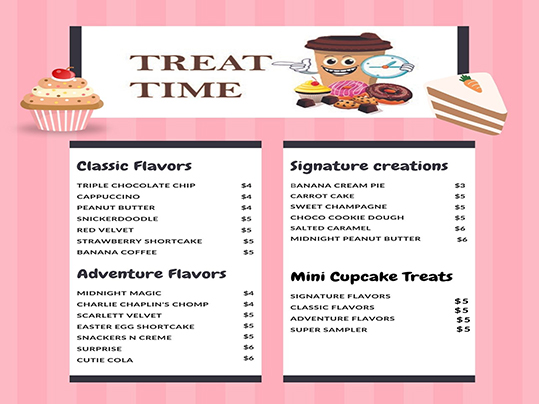 TREAT
TIME
Classic Flavors
TRIPLE CHOCOLATE CHIP $4
CAPPUCCINO $4
PEANUT BUTTER $4
SNICKERDOODLE $5
RED VELVET $5
STRAWBERRY SHORTCAKE $5
BANANA COFFEE $5
Adventure Flavors
MIDNIGHT MAGIC $4
CHARLIE CHAPLIN'S CHOMP $4
SCARLETT VELVET $5
EASTER EGG SHORTCAKE $5
SNACKERS N CREME $5
SURPRISE $6
CUTIE COLA $6
Signature creations
BANANA CREAM PIE $3
CARROT CAKE $5
SWEET CHAMPAGNE $5
CHOCO COOKIE DOUGH $5
SALTED CARAMEL $6
MIDNIGHT PEANUT BUTTER $6
Mini Cupcake Treats
SIGNATURE FLAVORS $5
CLASSIC FLAVORS $5
ADVENTURE FLAVORS $5
SUPER SAMPLER $5